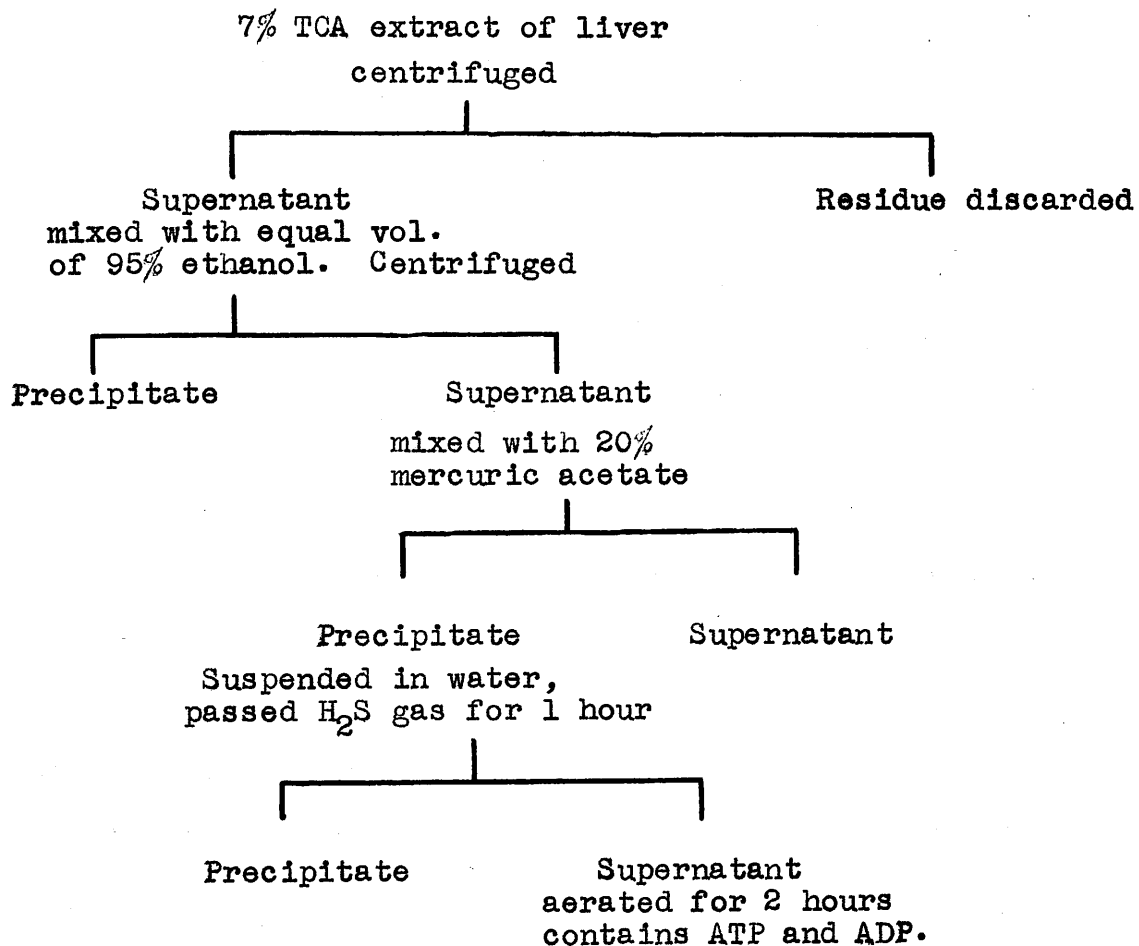 7% TCA extract of liver
centrifuged
Supernatant
mixed with equal vol.
of 95% ethanol. Centrifuged
Residue discarded
Precipitate
Supernatant
mixed with 20%
mercuric acetate
Precipitate
Suspended in water,
passed H₂S gas for 1 hour
Supernatant
Precipitate
Supernatant
aerated for 2 hours
contains ATP and ADP.